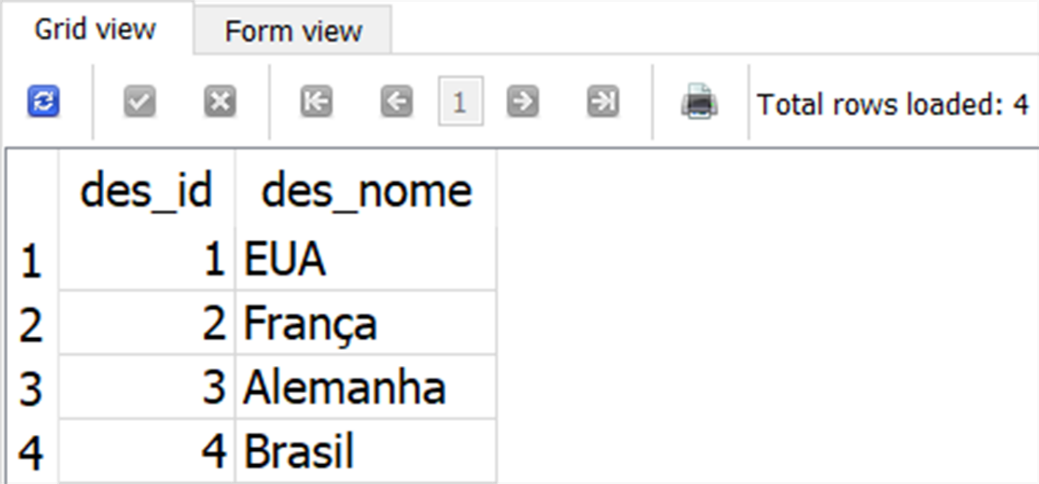 Grid view Form view
1 Total rows loaded: 4
des_id des_nome
1 1 EUA
2 2 França
3 3 Alemanha
4 4 Brasil